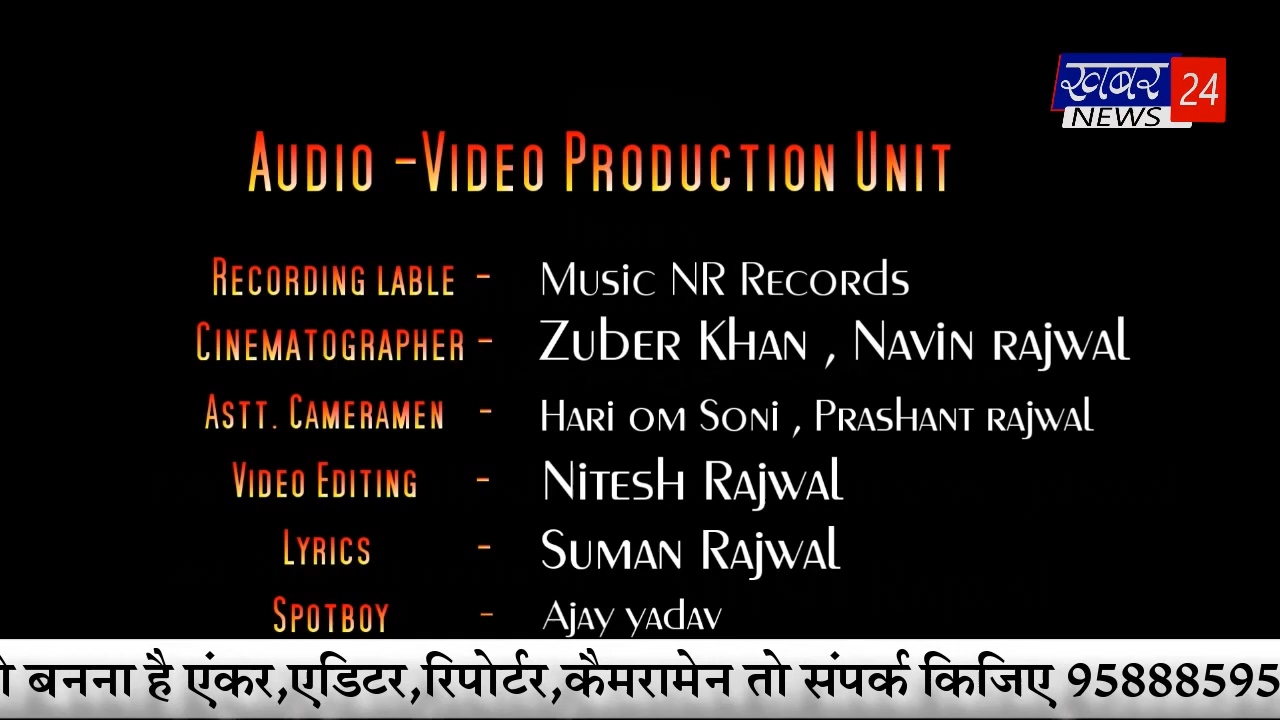 खबर 24
NEWS
AUDIO -VIDEO PRODUCTION UNIT
RECORDING LABLE - Music NR Records
CINEMATOGRAPHER - Zuber Khan , Navin rajwal
ASTT. CAMERAMEN - Hari om Soni , Prashant rajwal
VIDEO EDITING - Nitesh Rajwal
LYRICS - Suman Rajwal
SPOTBOY - Ajay yadav
बनना है एंकर,एडिटर,रिपोर्टर,कैमरामेन तो संपर्क किजिए 95888595